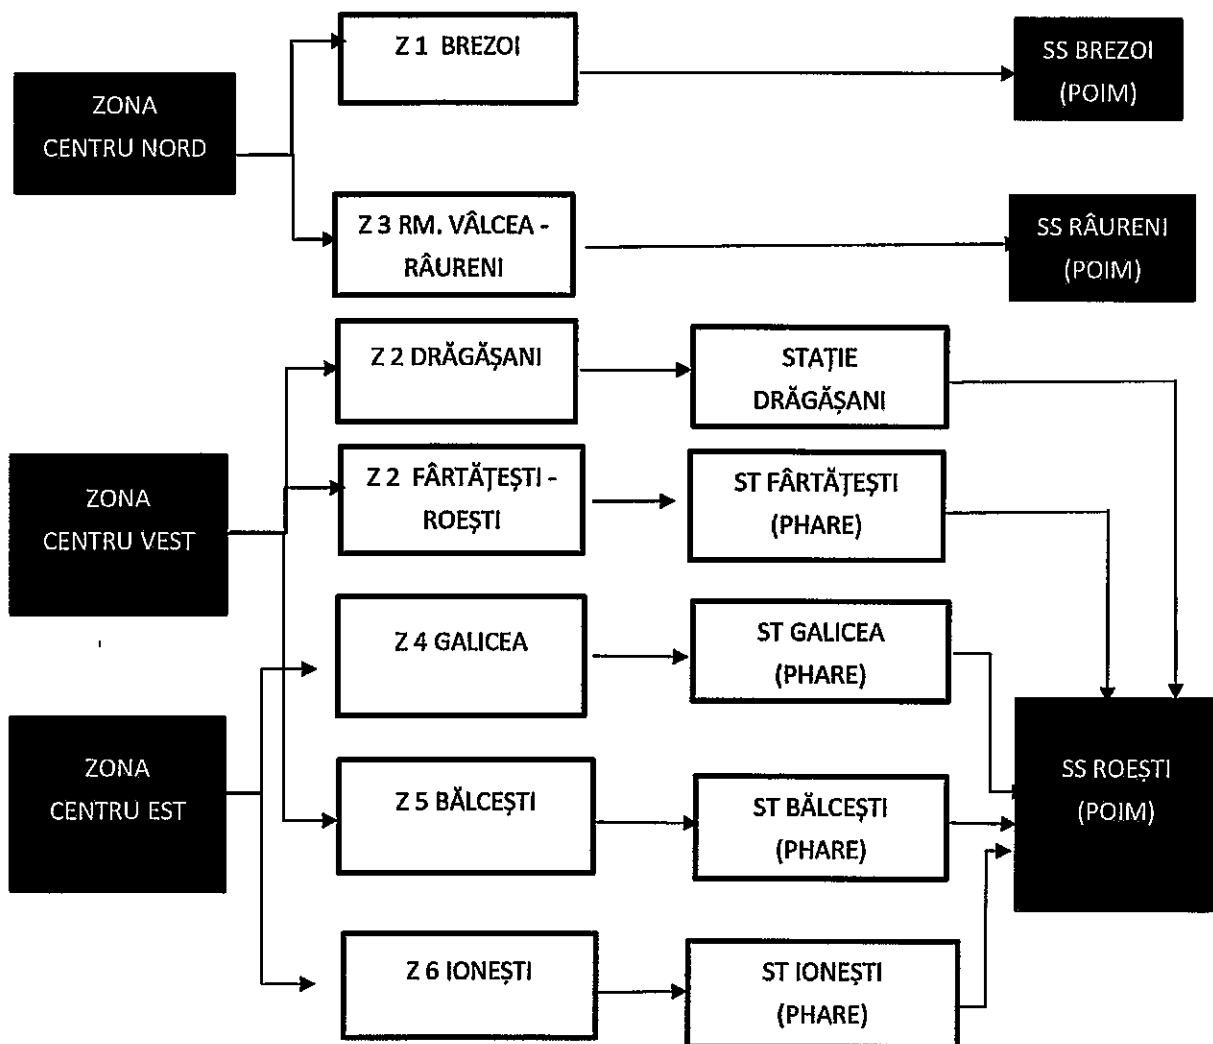 Z 1 BREZOI
SS BREZOI
(POIM)
ZONA
CENTRU NORD
Z 3 RM. VÂLCEA -
RÂURENI
SS RÂURENI
(POIM)
Z 2 DRĂGĂȘANI
STAȚIE
DRĂGĂȘANI
ZONA
CENTRU VEST
Z 2 FÂRTĂȚEȘTI -
ROEȘTI
ST FÂRTĂȚEȘTI
(PHARE)
Z 4 GALICEA
ST GALICEA
(PHARE)
ZONA
CENTRU EST
Z 5 BĂLCEȘTI
ST BĂLCEȘTI
(PHARE)
SS ROEȘTI
(POIM)
Z 6 IONEȘTI
ST IONEȘTI
(PHARE)